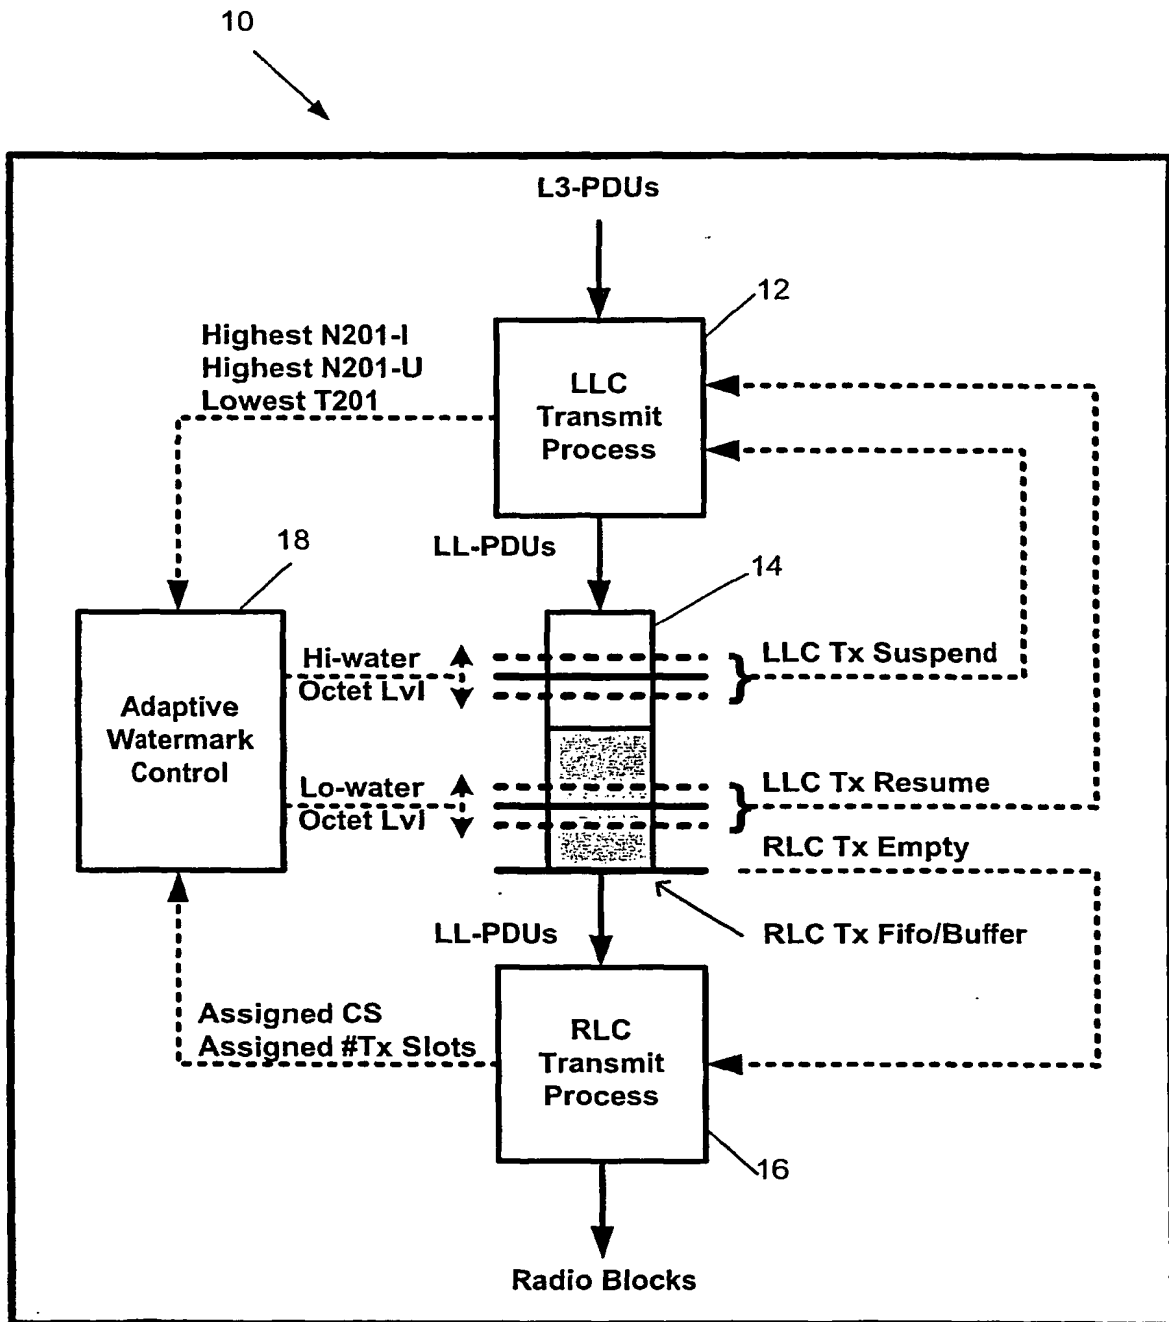 10
L3-PDUs
12
Highest N201-I
Highest N201-U
Lowest T201
LLC
Transmit
Process
LL-PDUs
18
14
Hi-water
Octet Lvl
LLC Tx Suspend
Adaptive
Watermark
Control
Lo-water
Octet Lvl
LLC Tx Resume
RLC Tx Empty
LL-PDUs
RLC Tx Fifo/Buffer
Assigned CS
Assigned #Tx Slots
RLC
Transmit
Process
16
Radio Blocks